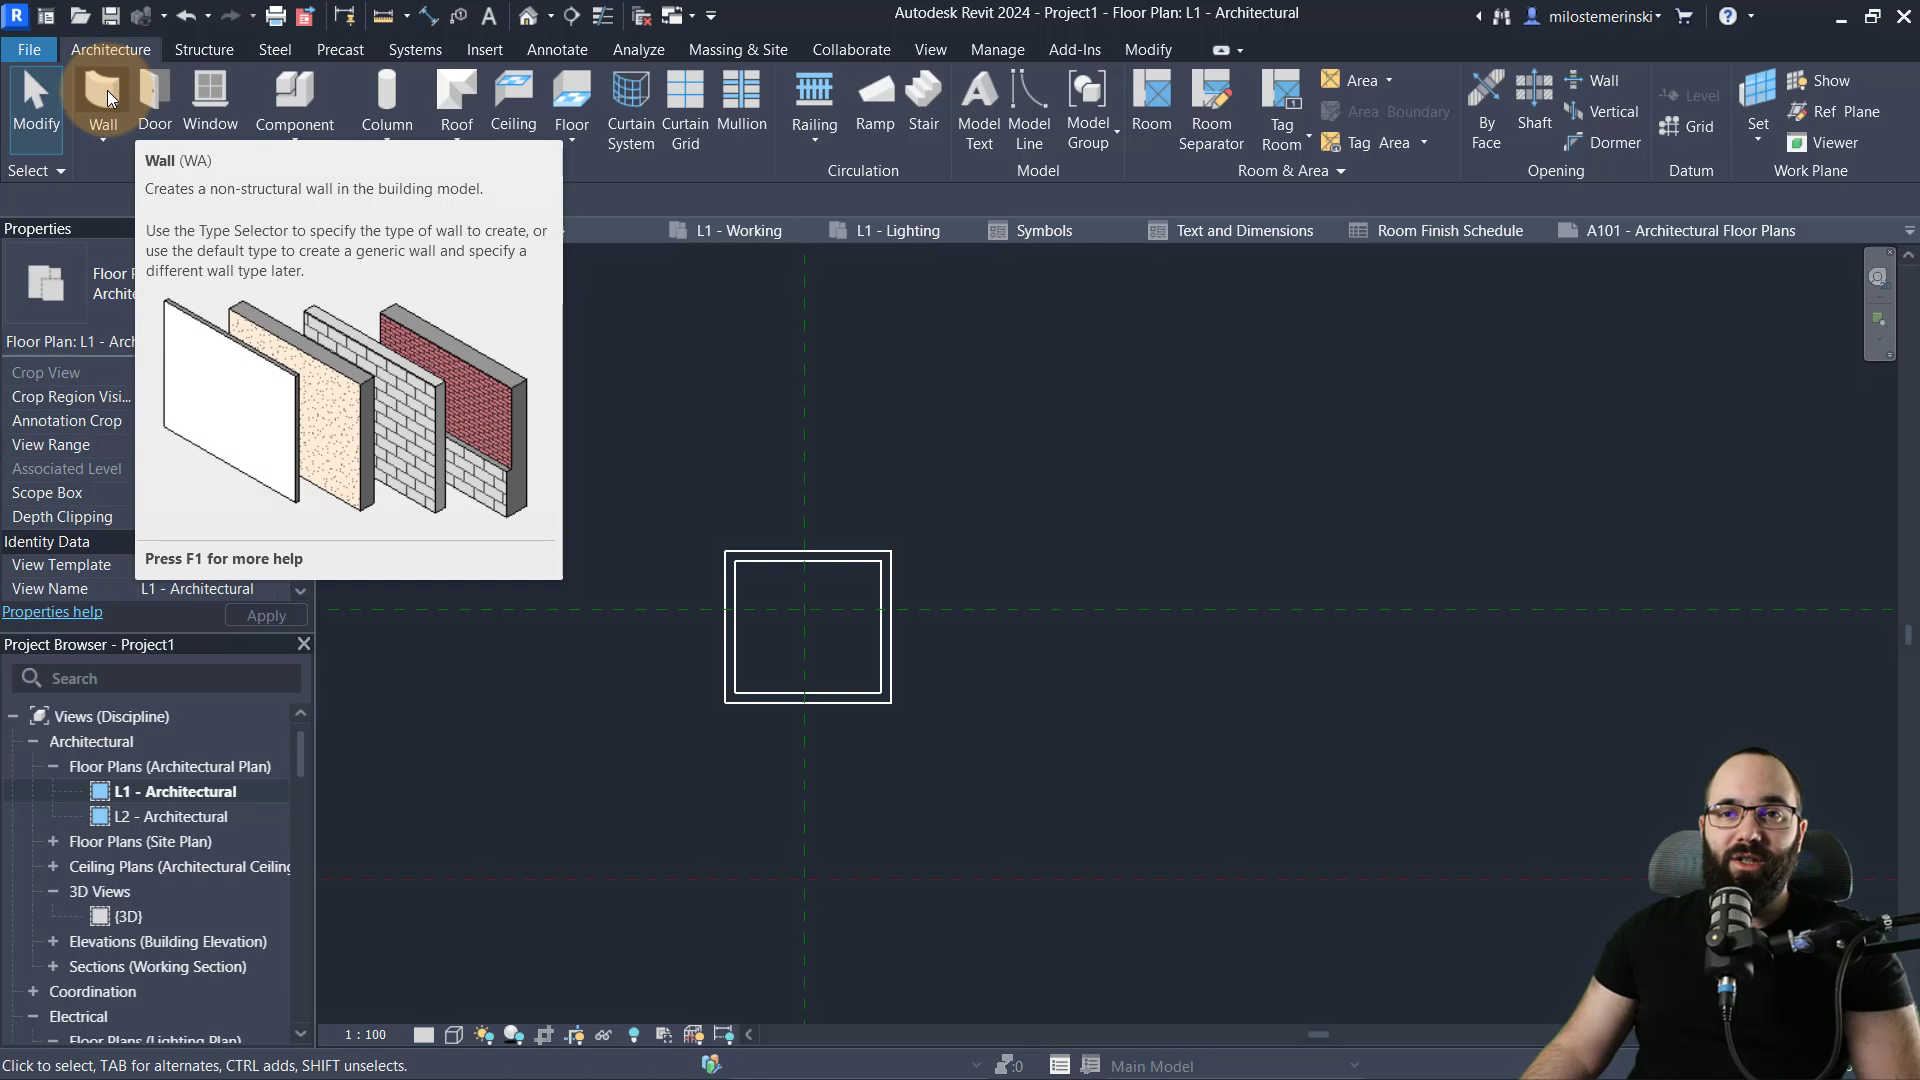 Autodesk Revit 2024 - Project1 - Floor Plan: L1 - Architectural
milostemerinski
File Architecture Structure Steel Precast Systems Insert Annotate Analyze Massing & Site Collaborate View Manage Add-Ins Modify
Modify Wall Door Window Component Column Roof Ceiling Floor Curtain System Curtain Grid Mullion Railing Ramp Stair Model Text Model Line Model Group Room Room Separator Tag Room
Area
Area Boundary
Tag Area
By Face
Shaft
Wall
Vertical
Dormer
Level
Grid
Set
Show
Ref Plane
Viewer
Select Circulation Model Room & Area Opening Datum Work Plane
Wall (WA)
Creates a non-structural wall in the building model.
Use the Type Selector to specify the type of wall to create, or
use the default type to create a generic wall and specify a
different wall type later.
Press F1 for more help
L1 - Working L1 - Lighting Symbols Text and Dimensions Room Finish Schedule A101 - Architectural Floor Plans
Properties
Floor P
Archite
Floor Plan: L1 - Arch
Crop View
Crop Region Visi...
Annotation Crop
View Range
Associated Level
Scope Box
Depth Clipping
Identity Data
View Template
View Name L1 - Architectural
Properties help Apply
Project Browser - Project1
Search
Views (Discipline)
Architectural
Floor Plans (Architectural Plan)
L1 - Architectural
L2 - Architectural
Floor Plans (Site Plan)
Ceiling Plans (Architectural Ceiling
3D Views
{3D}
Elevations (Building Elevation)
Sections (Working Section)
Coordination
Electrical
Floor Plans (Lighting Plan)
1 : 100
Click to select, TAB for alternates, CTRL adds, SHIFT unselects.
:0
Main Model